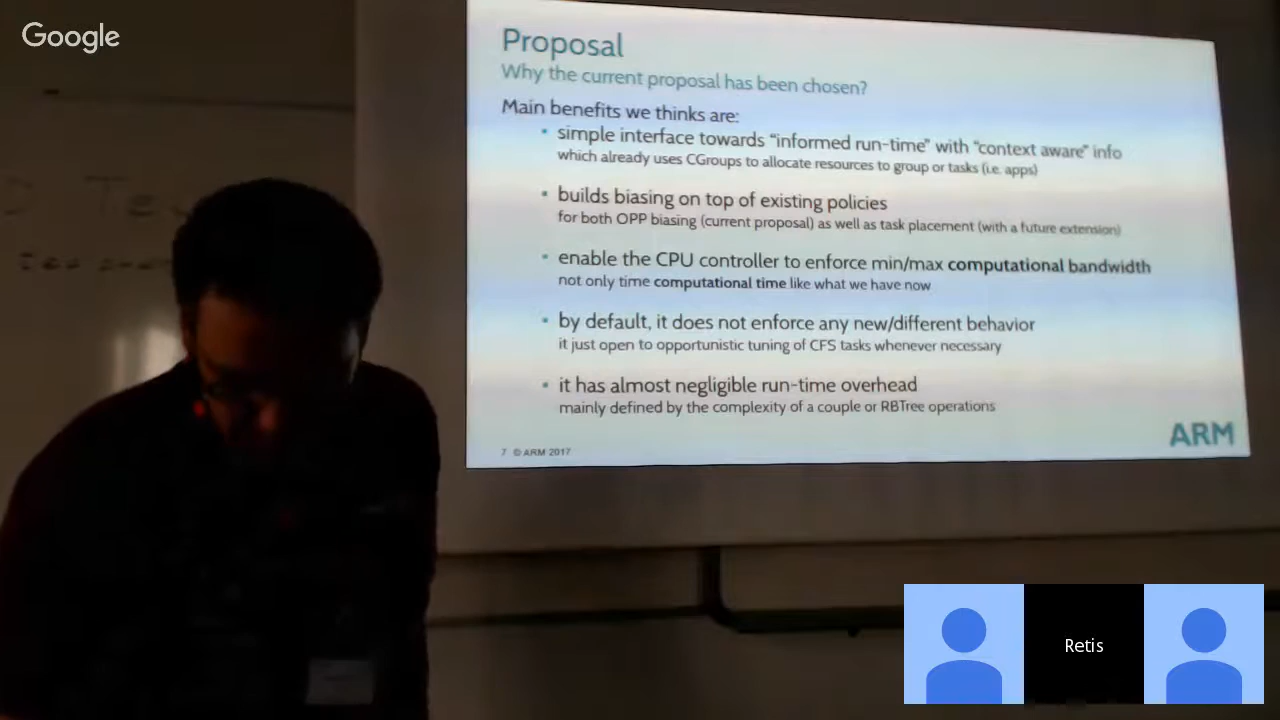 Google
Proposal
Why the current proposal has been chosen?
Main benefits we thinks are:
• simple interface towards "informed run-time" with "context aware" info
which already uses CGroups to allocate resources to group or tasks (i.e. apps)
• builds biasing on top of existing policies
for both OPP biasing (current proposal) as well as task placement (with a future extension)
• enable the CPU controller to enforce min/max computational bandwidth
not only time computational time like what we have now
• by default, it does not enforce any new/different behavior
it just open to opportunistic tuning of CFS tasks whenever necessary
• it has almost negligible run-time overhead
mainly defined by the complexity of a couple or RBTree operations
7 © ARM 2017
ARM
Retis